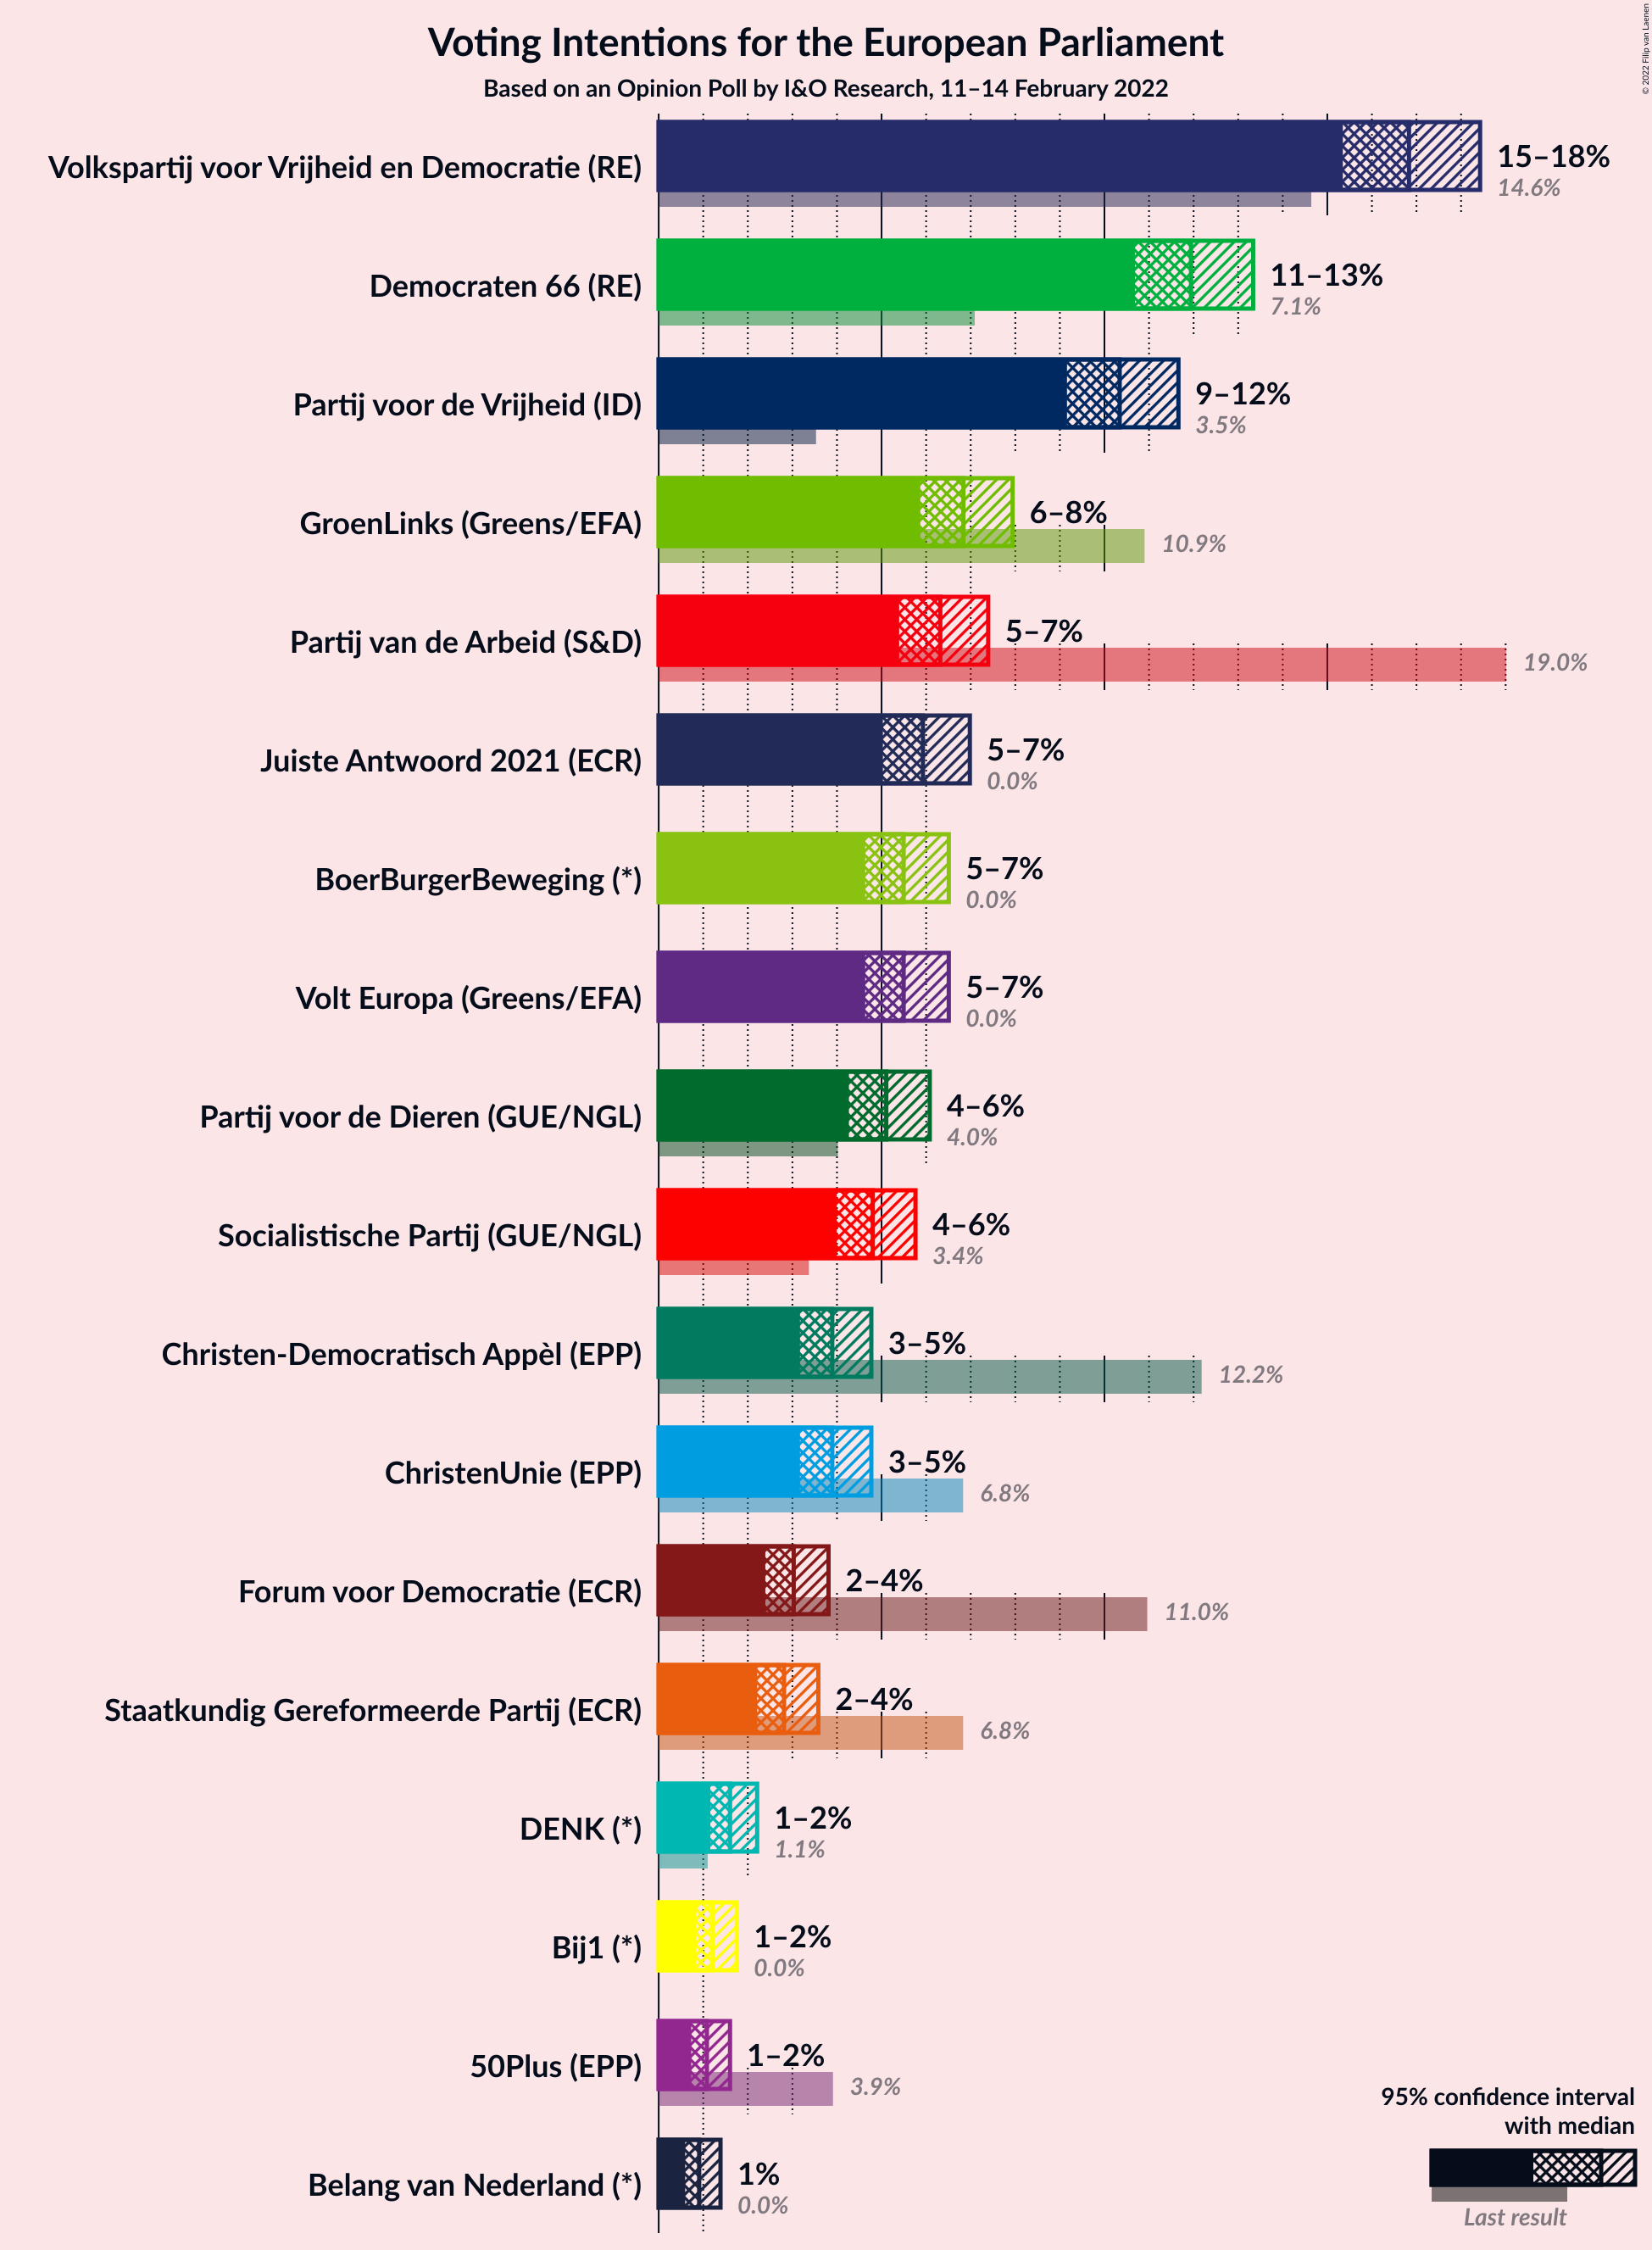 Voting Intentions for the European Parliament
Based on an Opinion Poll by I&O Research, 11–14 February 2022
© 2022 Filip van Laenen
Volkspartij voor Vrijheid en Democratie (RE)
15–18%
14.6%
Democraten 66 (RE)
11–13%
7.1%
Partij voor de Vrijheid (ID)
9–12%
3.5%
GroenLinks (Greens/EFA)
6–8%
10.9%
Partij van de Arbeid (S&D)
5–7%
19.0%
Juiste Antwoord 2021 (ECR)
5–7%
0.0%
BoerBurgerBeweging (*)
5–7%
0.0%
Volt Europa (Greens/EFA)
5–7%
0.0%
Partij voor de Dieren (GUE/NGL)
4–6%
4.0%
Socialistische Partij (GUE/NGL)
4–6%
3.4%
Christen-Democratisch Appèl (EPP)
3–5%
12.2%
ChristenUnie (EPP)
3–5%
6.8%
Forum voor Democratie (ECR)
2–4%
11.0%
Staatkundig Gereformeerde Partij (ECR)
2–4%
6.8%
DENK (*)
1–2%
1.1%
Bij1 (*)
1–2%
0.0%
50Plus (EPP)
1–2%
3.9%
Belang van Nederland (*)
1%
0.0%
95% confidence interval
with median
Last result